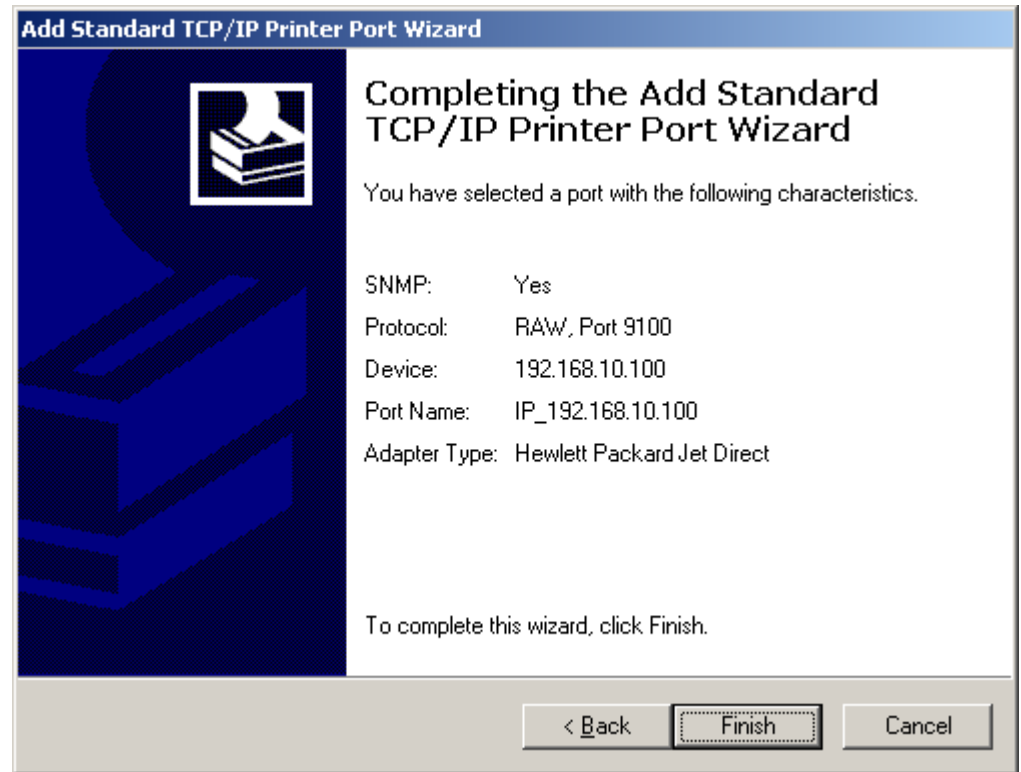 Add Standard TCP/IP Printer Port Wizard
Completing the Add Standard
TCP/IP Printer Port Wizard
You have selected a port with the following characteristics.
SNMP: Yes
Protocol: RAW, Port 9100
Device: 192.168.10.100
Port Name: IP_192.168.10.100
Adapter Type: Hewlett Packard Jet Direct
To complete this wizard, click Finish.
< Back Finish Cancel